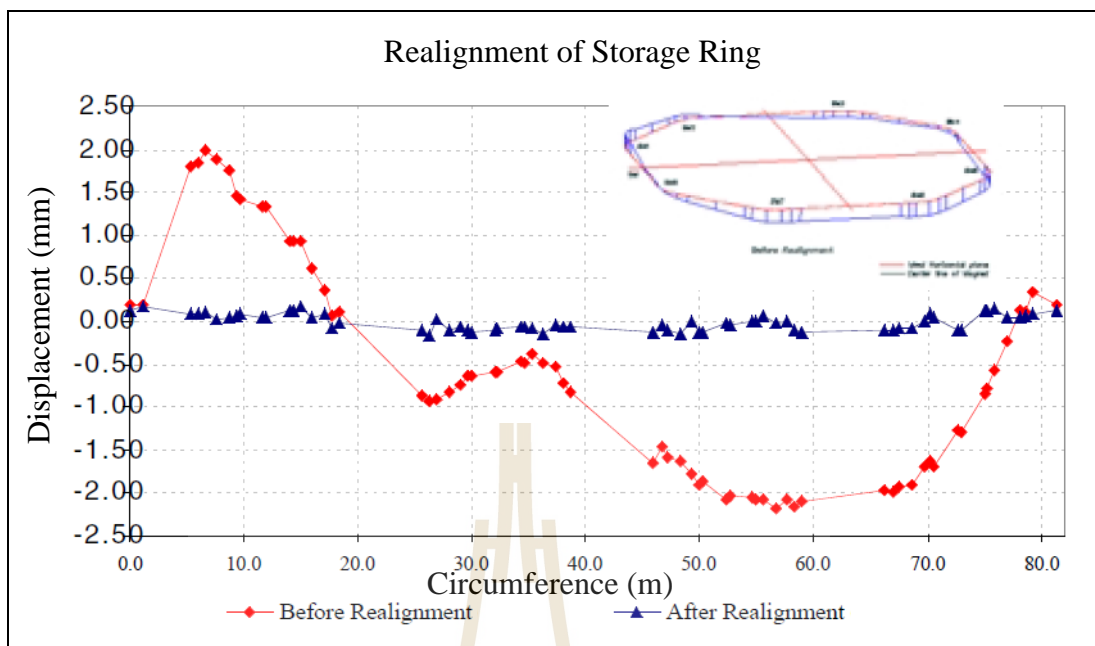 Realignment of Storage Ring
Displacement (mm)
2.50
2.00
1.50
1.00
0.50
0.00
-0.50
-1.00
-1.50
-2.00
-2.50
Before Realignment
0.0 10.0 20.0 30.0 40.0 50.0 60.0 70.0 80.0
Circumference (m)
Before Realignment After Realignment